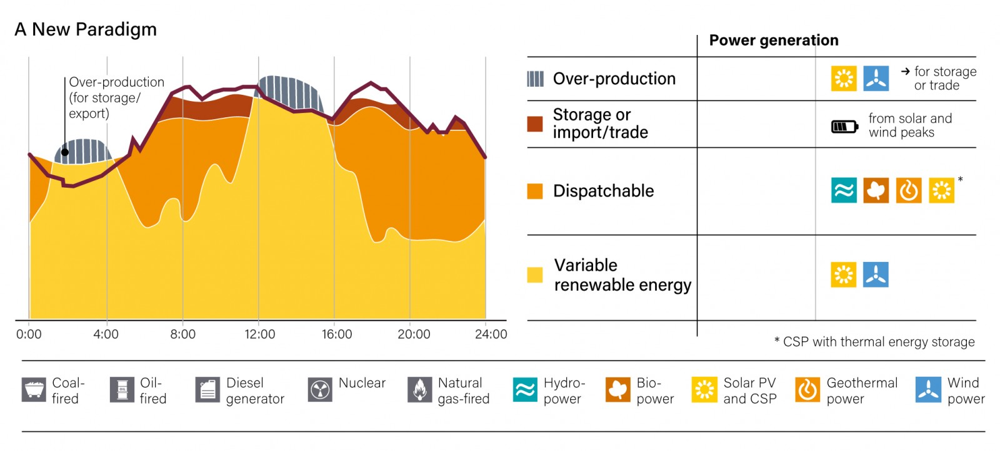 A New Paradigm
Over-production
(for storage/
export)
0:00
4:00
8:00
12:00
16:00
20:00
24:00
Power generation
Over-production
→ for storage
or trade
Storage or
import/trade
from solar and
wind peaks
Dispatchable
*
Variable
renewable energy
* CSP with thermal energy storage
Coal-
fired
OIL
Oil-
fired
Diesel
generator
Nuclear
Natural
gas-fired
Hydro-
power
Bio-
power
Solar PV
and CSP
Geothermal
power
Wind
power